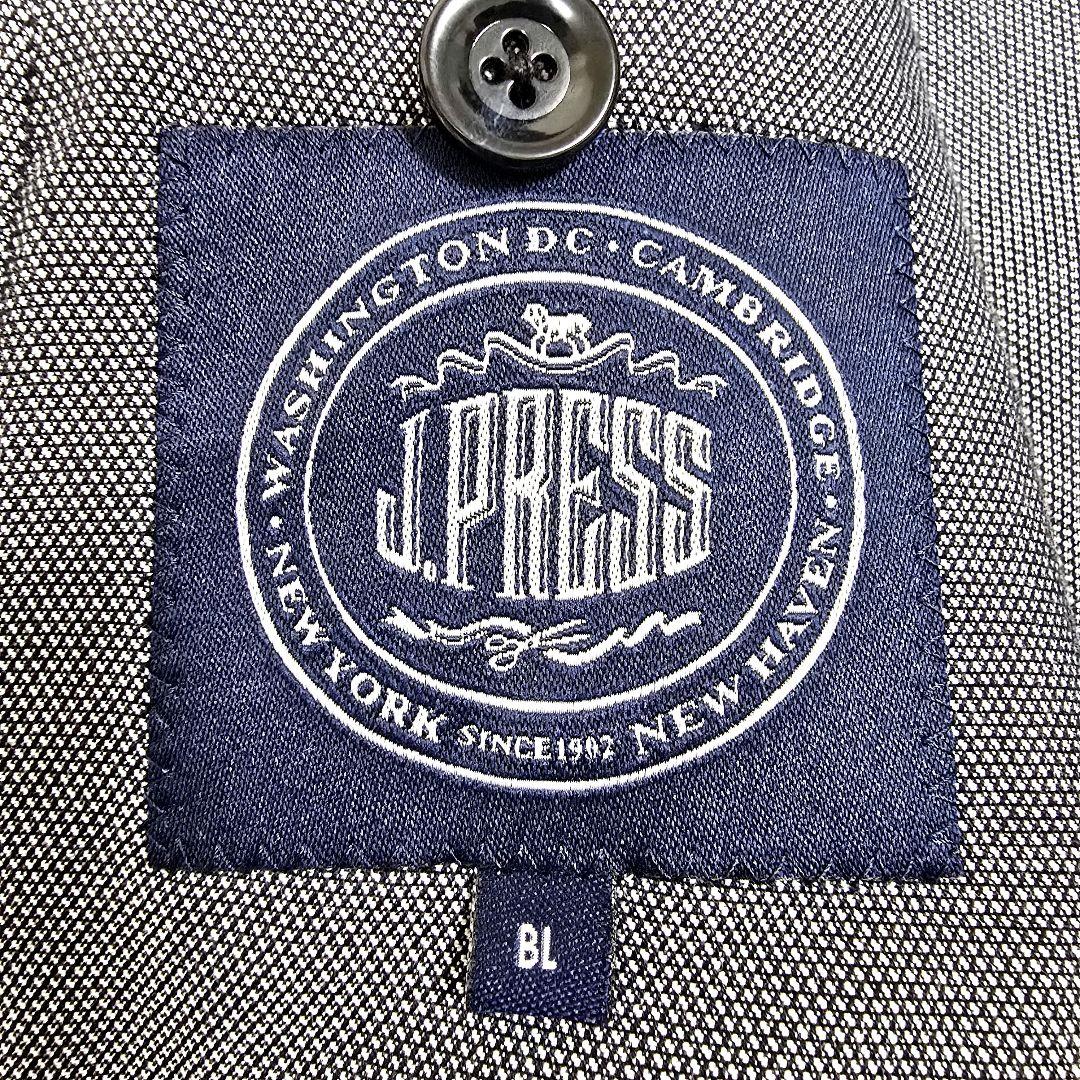 WASHINGTON DC · CAMBRIDGE · NEW HAVEN
J.PRESS
· NEW YORK
SINCE 1902
BL